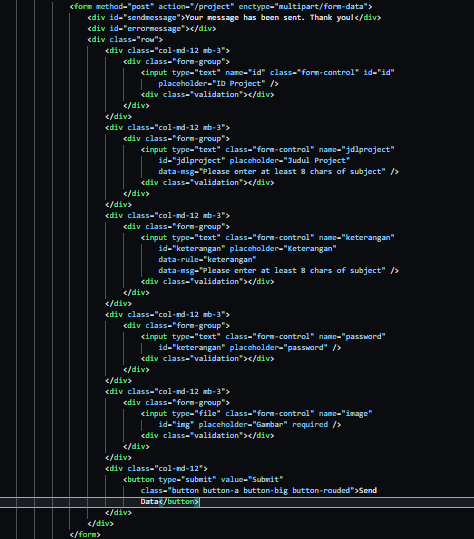 <form method="post" action="/project" enctype="multipart/form-data">
<div id="sendmessage">Your message has been sent. Thank you!</div>
<div id="errormessage"></div>
<div class="row">
<div class="col-md-12 mb-3">
<div class="form-group">
<input type="text" name="id" class="form-control" id="id"
placeholder="ID Project" />
<div class="validation"></div>
</div>
</div>
<div class="col-md-12 mb-3">
<div class="form-group">
<input type="text" class="form-control" name="jdlproject"
id="jdlproject" placeholder="Judul Project"
data-msg="Please enter at least 8 chars of subject" />
<div class="validation"></div>
</div>
</div>
<div class="col-md-12 mb-3">
<div class="form-group">
<input type="text" class="form-control" name="keterangan"
id="keterangan" placeholder="Keterangan"
data-rule="keterangan"
data-msg="Please enter at least 8 chars of subject" />
<div class="validation"></div>
</div>
</div>
<div class="col-md-12 mb-3">
<div class="form-group">
<input type="text" class="form-control" name="password"
id="keterangan" placeholder="password" />
<div class="validation"></div>
</div>
</div>
<div class="col-md-12 mb-3">
<div class="form-group">
<input type="file" class="form-control" name="image"
id="img" placeholder="Gambar" required />
<div class="validation"></div>
</div>
</div>
<div class="col-md-12">
<button type="submit" value="Submit"
class="button button-a button-big button-rouded">Send
Data</button>
</div>
</div>
</form>